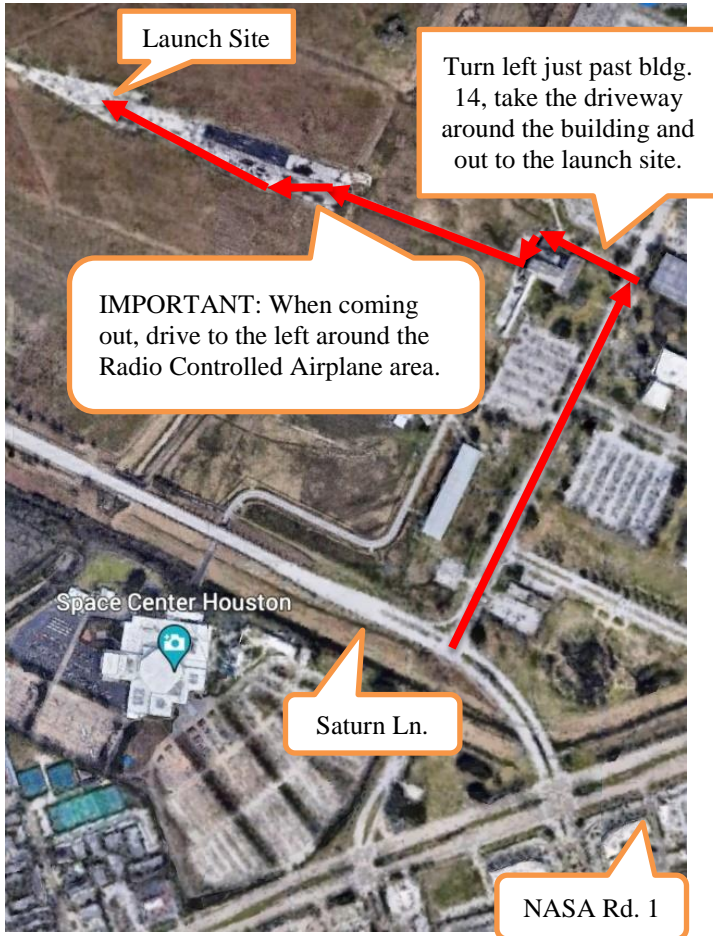 Launch Site
Turn left just past bldg.
14, take the driveway
around the building and
out to the launch site.
IMPORTANT: When coming
out, drive to the left around the
Radio Controlled Airplane area.
Space Center Houston
Saturn Ln.
NASA Rd. 1